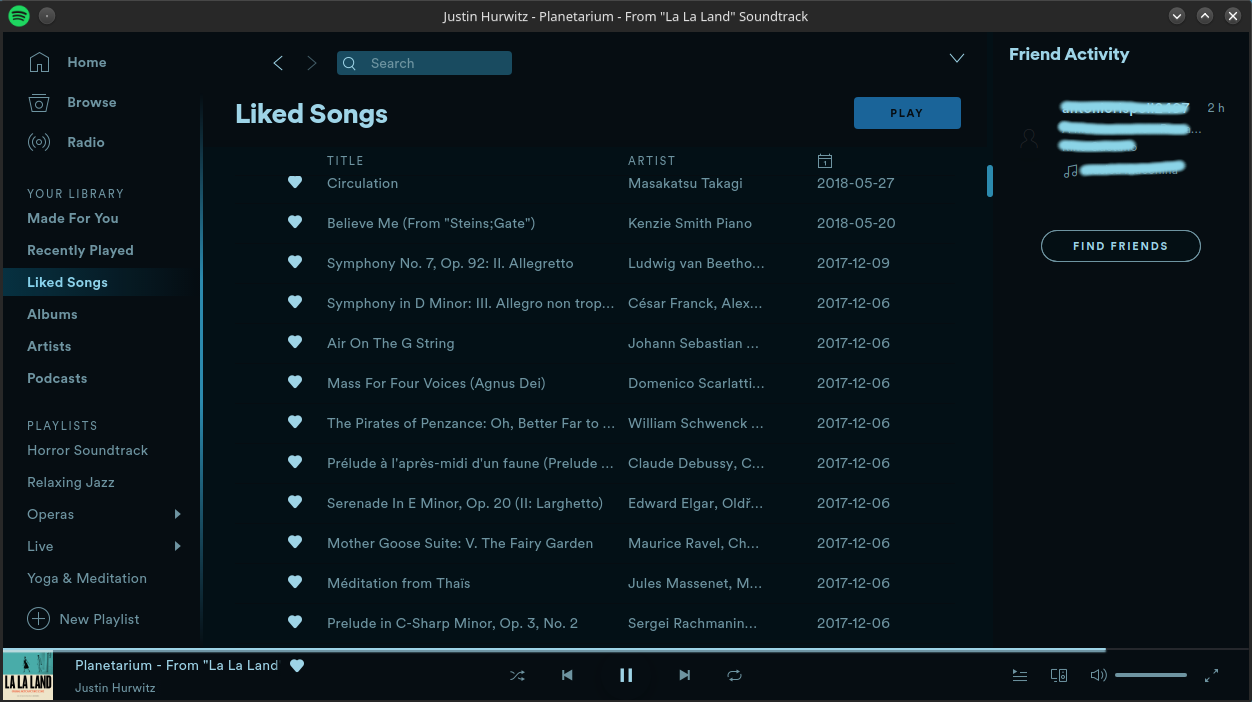 Justin Hurwitz - Planetarium - From "La La Land" Soundtrack
Home
Browse
Radio
YOUR LIBRARY
Made For You
Recently Played
Liked Songs
Albums
Artists
Podcasts
PLAYLISTS
Horror Soundtrack
Relaxing Jazz
Operas
Live
Yoga & Meditation
New Playlist
Search
Liked Songs
PLAY
TITLE ARTIST
Circulation Masakatsu Takagi 2018-05-27
Believe Me (From "Steins;Gate") Kenzie Smith Piano 2018-05-20
Symphony No. 7, Op. 92: II. Allegretto Ludwig van Beetho... 2017-12-09
Symphony in D Minor: III. Allegro non trop... César Franck, Alex... 2017-12-06
Air On The G String Johann Sebastian ... 2017-12-06
Mass For Four Voices (Agnus Dei) Domenico Scarlatti... 2017-12-06
The Pirates of Penzance: Oh, Better Far to ... William Schwenck ... 2017-12-06
Prélude à l'après-midi d'un faune (Prelude ... Claude Debussy, C... 2017-12-06
Serenade In E Minor, Op. 20 (II: Larghetto) Edward Elgar, Oldř... 2017-12-06
Mother Goose Suite: V. The Fairy Garden Maurice Ravel, Ch... 2017-12-06
Méditation from Thaïs Jules Massenet, M... 2017-12-06
Prelude in C-Sharp Minor, Op. 3, No. 2 Sergei Rachmanin... 2017-12-06
Friend Activity
2 h
FIND FRIENDS
LA LA LAND
Planetarium - From "La La Land
Justin Hurwitz